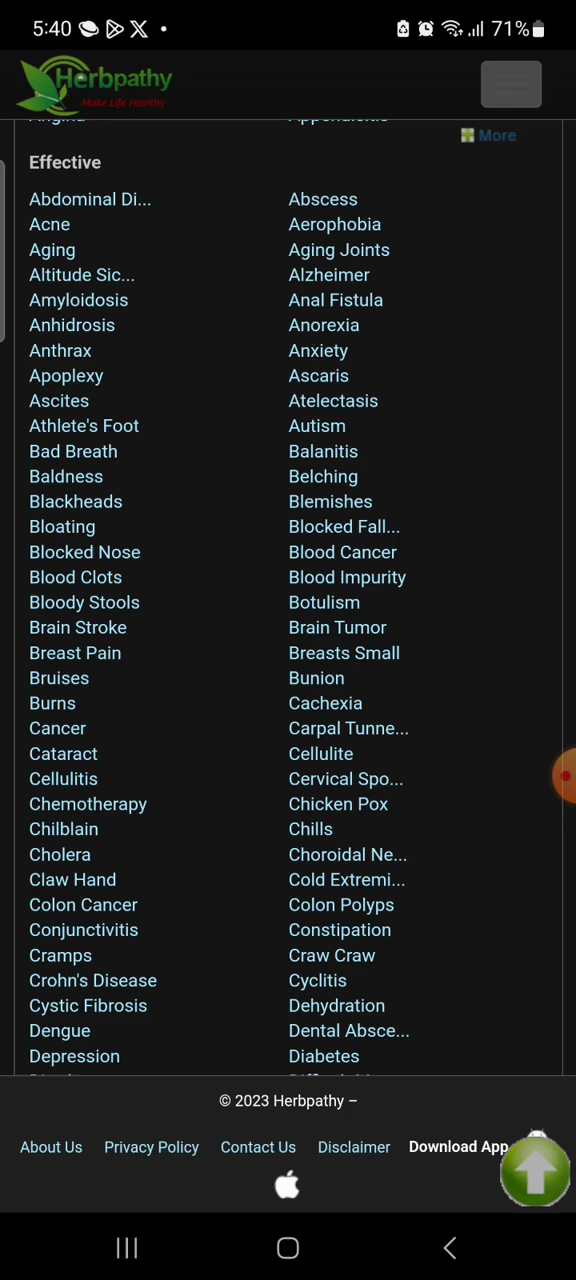 5:40
71%
Herbpathy
Make Life Healthy
More
Effective
Abdominal Di... Abscess
Acne Aerophobia
Aging Aging Joints
Altitude Sic... Alzheimer
Amyloidosis Anal Fistula
Anhidrosis Anorexia
Anthrax Anxiety
Apoplexy Ascaris
Ascites Atelectasis
Athlete's Foot Autism
Bad Breath Balanitis
Baldness Belching
Blackheads Blemishes
Bloating Blocked Fall...
Blocked Nose Blood Cancer
Blood Clots Blood Impurity
Bloody Stools Botulism
Brain Stroke Brain Tumor
Breast Pain Breasts Small
Bruises Bunion
Burns Cachexia
Cancer Carpal Tunne...
Cataract Cellulite
Cellulitis Cervical Spo...
Chemotherapy Chicken Pox
Chilblain Chills
Cholera Choroidal Ne...
Claw Hand Cold Extremi...
Colon Cancer Colon Polyps
Conjunctivitis Constipation
Cramps Craw Craw
Crohn's Disease Cyclitis
Cystic Fibrosis Dehydration
Dengue Dental Absce...
Depression Diabetes
© 2023 Herbpathy –
About Us Privacy Policy Contact Us Disclaimer Download App